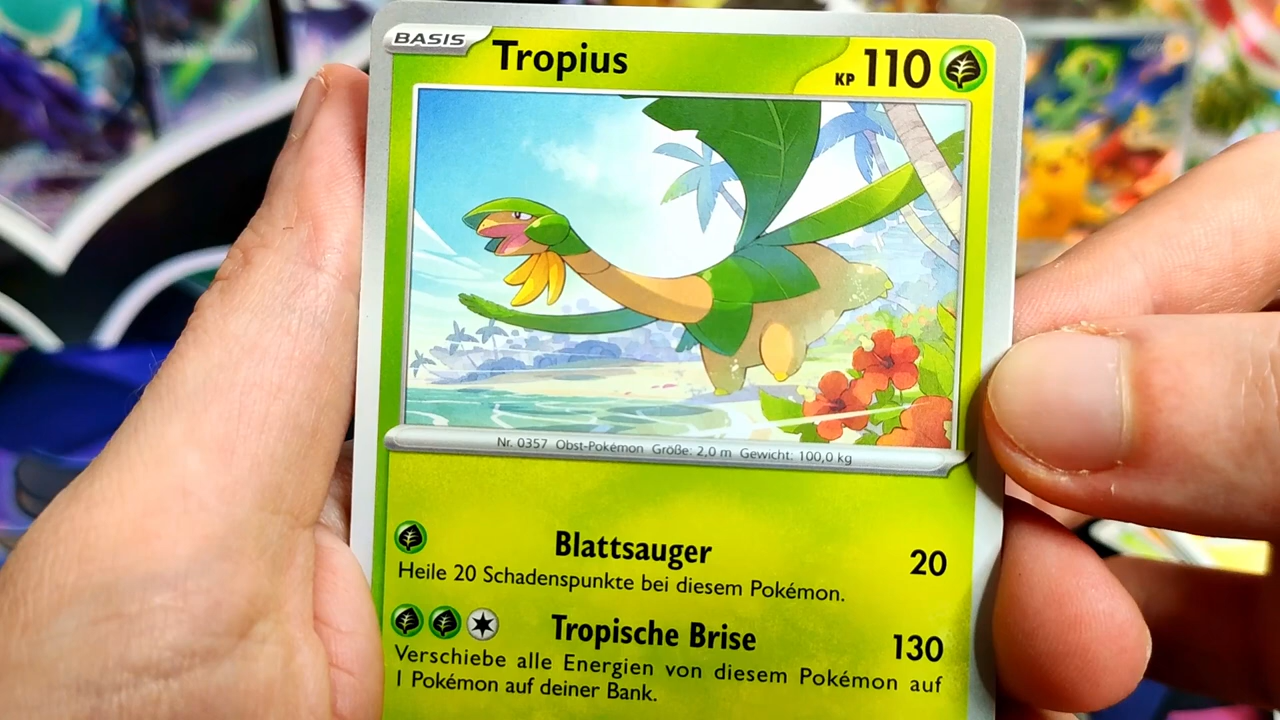 BASIS Tropius KP 110
Nr. 0357 Obst-Pokémon Größe: 2,0 m Gewicht: 100,0 kg
Blattsauger 20
Heile 20 Schadenspunkte bei diesem Pokémon.
Tropische Brise 130
Verschiebe alle Energien von diesem Pokémon auf
1 Pokémon auf deiner Bank.